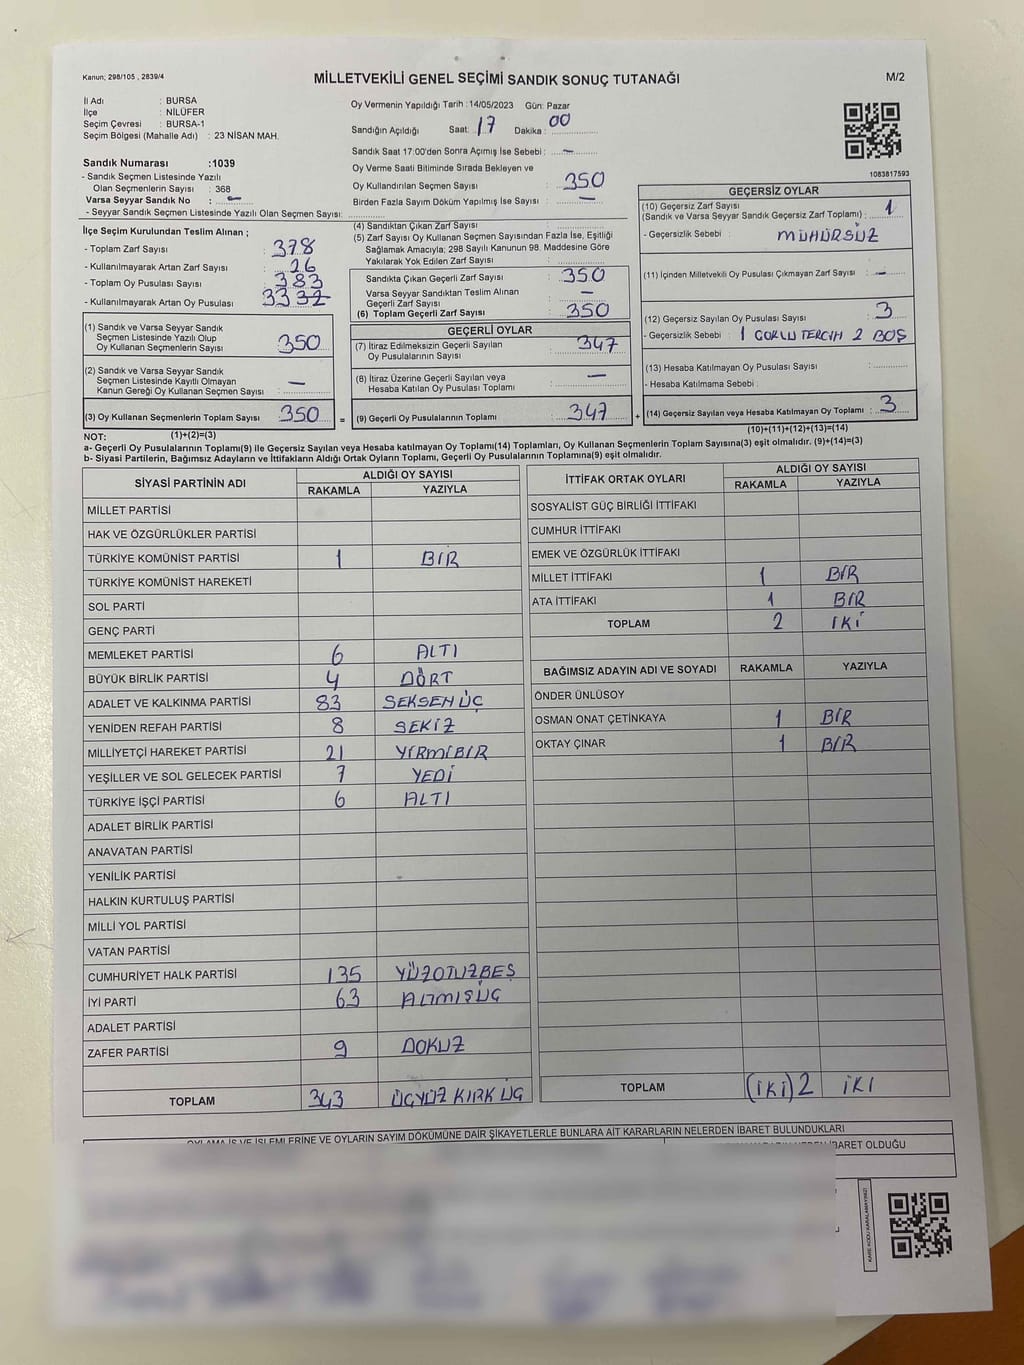 Kanun; 298/105 , 2839/4
MİLLETVEKİLİ GENEL SEÇİMİ SANDIK SONUÇ TUTANAĞI
M/2
İl Adı : BURSA
İlçe : NİLÜFER
Seçim Çevresi : BURSA-1
Seçim Bölgesi (Mahalle Adı) : 23 NİSAN MAH.
Sandık Numarası :1039
- Sandık Seçmen Listesinde Yazılı
Olan Seçmenlerin Sayısı : 368
Varsa Seyyar Sandık No : -
- Seyyar Sandık Seçmen Listesinde Yazılı Olan Seçmen Sayısı:
Oy Vermenin Yapıldığı Tarih :14/05/2023 Gün: Pazar
Sandığın Açıldığı Saat: 17 Dakika: 00
Sandık Saat 17:00'den Sonra Açımış İse Sebebi : -
Oy Verme Saati Bitiminde Sırada Bekleyen ve
Oy Kullandırılan Seçmen Sayısı : 350
Birden Fazla Sayım Döküm Yapılmış İse Sayısı : -
1083817593
İlçe Seçim Kurulundan Teslim Alınan ;
- Toplam Zarf Sayısı : 378
- Kullanılmayarak Artan Zarf Sayısı : 26
- Toplam Oy Pusulası Sayısı : 383
- Kullanılmayarak Artan Oy Pusulası : 3332
(4) Sandıktan Çıkan Zarf Sayısı :
(5) Zarf Sayısı Oy Kullanan Seçmen Sayısından Fazla İse, Eşitliği
Sağlamak Amacıyla; 298 Sayılı Kanunun 98. Maddesine Göre
Yakılarak Yok Edilen Zarf Sayısı :
Sandıkta Çıkan Geçerli Zarf Sayısı : 350
Varsa Seyyar Sandıktan Teslim Alınan
Geçerli Zarf Sayısı : -
(6) Toplam Geçerli Zarf Sayısı : 350
GEÇERSİZ OYLAR
(10) Geçersiz Zarf Sayısı
(Sandık ve Varsa Seyyar Sandık Geçersiz Zarf Toplamı) : 1
- Geçersizlik Sebebi : MÜHÜRSÜZ
(11) İçinden Milletvekili Oy Pusulası Çıkmayan Zarf Sayısı : -
(12) Geçersiz Sayılan Oy Pusulası Sayısı : 3
- Geçersizlik Sebebi : 1 ÇOKLU TERCİH 2 BOŞ
(13) Hesaba Katılmayan Oy Pusulası Sayısı :
- Hesaba Katılmama Sebebi :
(14) Geçersiz Sayılan veya Hesaba Katılmayan Oy Toplamı : 3
(10)+(11)+(12)+(13)=(14)
(1) Sandık ve Varsa Seyyar Sandık
Seçmen Listesinde Yazılı Olup
Oy Kullanan Seçmenlerin Sayısı : 350
(2) Sandık ve Varsa Seyyar Sandık
Seçmen Listesinde Kayıtlı Olmayan
Kanun Gereği Oy Kullanan Seçmen Sayısı : -
(3) Oy Kullanan Seçmenlerin Toplam Sayısı : 350 =
(1)+(2)=(3)
GEÇERLİ OYLAR
(7) İtiraz Edilmeksizin Geçerli Sayılan
Oy Pusulalarının Sayısı : 347
(8) İtiraz Üzerine Geçerli Sayılan veya
Hesaba Katılan Oy Pusulası Toplamı : -
(9) Geçerli Oy Pusulalarının Toplamı : 347 +
NOT:
a- Geçerli Oy Pusulalarının Toplamı(9) ile Geçersiz Sayılan veya Hesaba katılmayan Oy Toplamı(14) Toplamları, Oy Kullanan Seçmenlerin Toplam Sayısına(3) eşit olmalıdır. (9)+(14)=(3)
b- Siyasi Partilerin, Bağımsız Adayların ve İttifakların Aldığı Ortak Oyların Toplamı, Geçerli Oy Pusulalarının Toplamına(9) eşit olmalıdır.
SİYASİ PARTİNİN ADI ALDIĞI OY SAYISI
RAKAMLA YAZIYLA
MİLLET PARTİSİ
HAK VE ÖZGÜRLÜKLER PARTİSİ
TÜRKİYE KOMÜNİST PARTİSİ 1 BİR
TÜRKİYE KOMÜNİST HAREKETİ
SOL PARTİ
GENÇ PARTİ
MEMLEKET PARTİSİ 6 ALTI
BÜYÜK BİRLİK PARTİSİ 4 DÖRT
ADALET VE KALKINMA PARTİSİ 83 SEKSEN ÜÇ
YENİDEN REFAH PARTİSİ 8 SEKİZ
MİLLİYETÇİ HAREKET PARTİSİ 21 YİRMİBİR
YEŞİLLER VE SOL GELECEK PARTİSİ 7 YEDİ
TÜRKİYE İŞÇİ PARTİSİ 6 ALTI
ADALET BİRLİK PARTİSİ
ANAVATAN PARTİSİ
YENİLİK PARTİSİ
HALKIN KURTULUŞ PARTİSİ
MİLLİ YOL PARTİSİ
VATAN PARTİSİ
CUMHURİYET HALK PARTİSİ 135 YÜZOTUZBEŞ
İYİ PARTİ 63 ALTMIŞÜÇ
ADALET PARTİSİ
ZAFER PARTİSİ 9 DOKUZ
TOPLAM 343 ÜÇYÜZ KIRK ÜÇ
İTTİFAK ORTAK OYLARI ALDIĞI OY SAYISI
RAKAMLA YAZIYLA
SOSYALİST GÜÇ BİRLİĞİ İTTİFAKI
CUMHUR İTTİFAKI
EMEK VE ÖZGÜRLÜK İTTİFAKI
MİLLET İTTİFAKI 1 BİR
ATA İTTİFAKI 1 BİR
TOPLAM 2 İKİ
BAĞIMSIZ ADAYIN ADI VE SOYADI RAKAMLA YAZIYLA
ÖNDER ÜNLÜSOY
OSMAN ONAT ÇETİNKAYA 1 BİR
OKTAY ÇINAR 1 BİR
TOPLAM (İKİ) 2 İKİ
OYLAMA İŞ VE İŞLEMLERİNE VE OYLARIN SAYIM DÖKÜMÜNE DAİR ŞİKAYETLERLE BUNLARA AİT KARARLARIN NELERDEN İBARET BULUNDUKLARI
İBARET OLDUĞU
KARE KODU KARALAMAYINIZ!